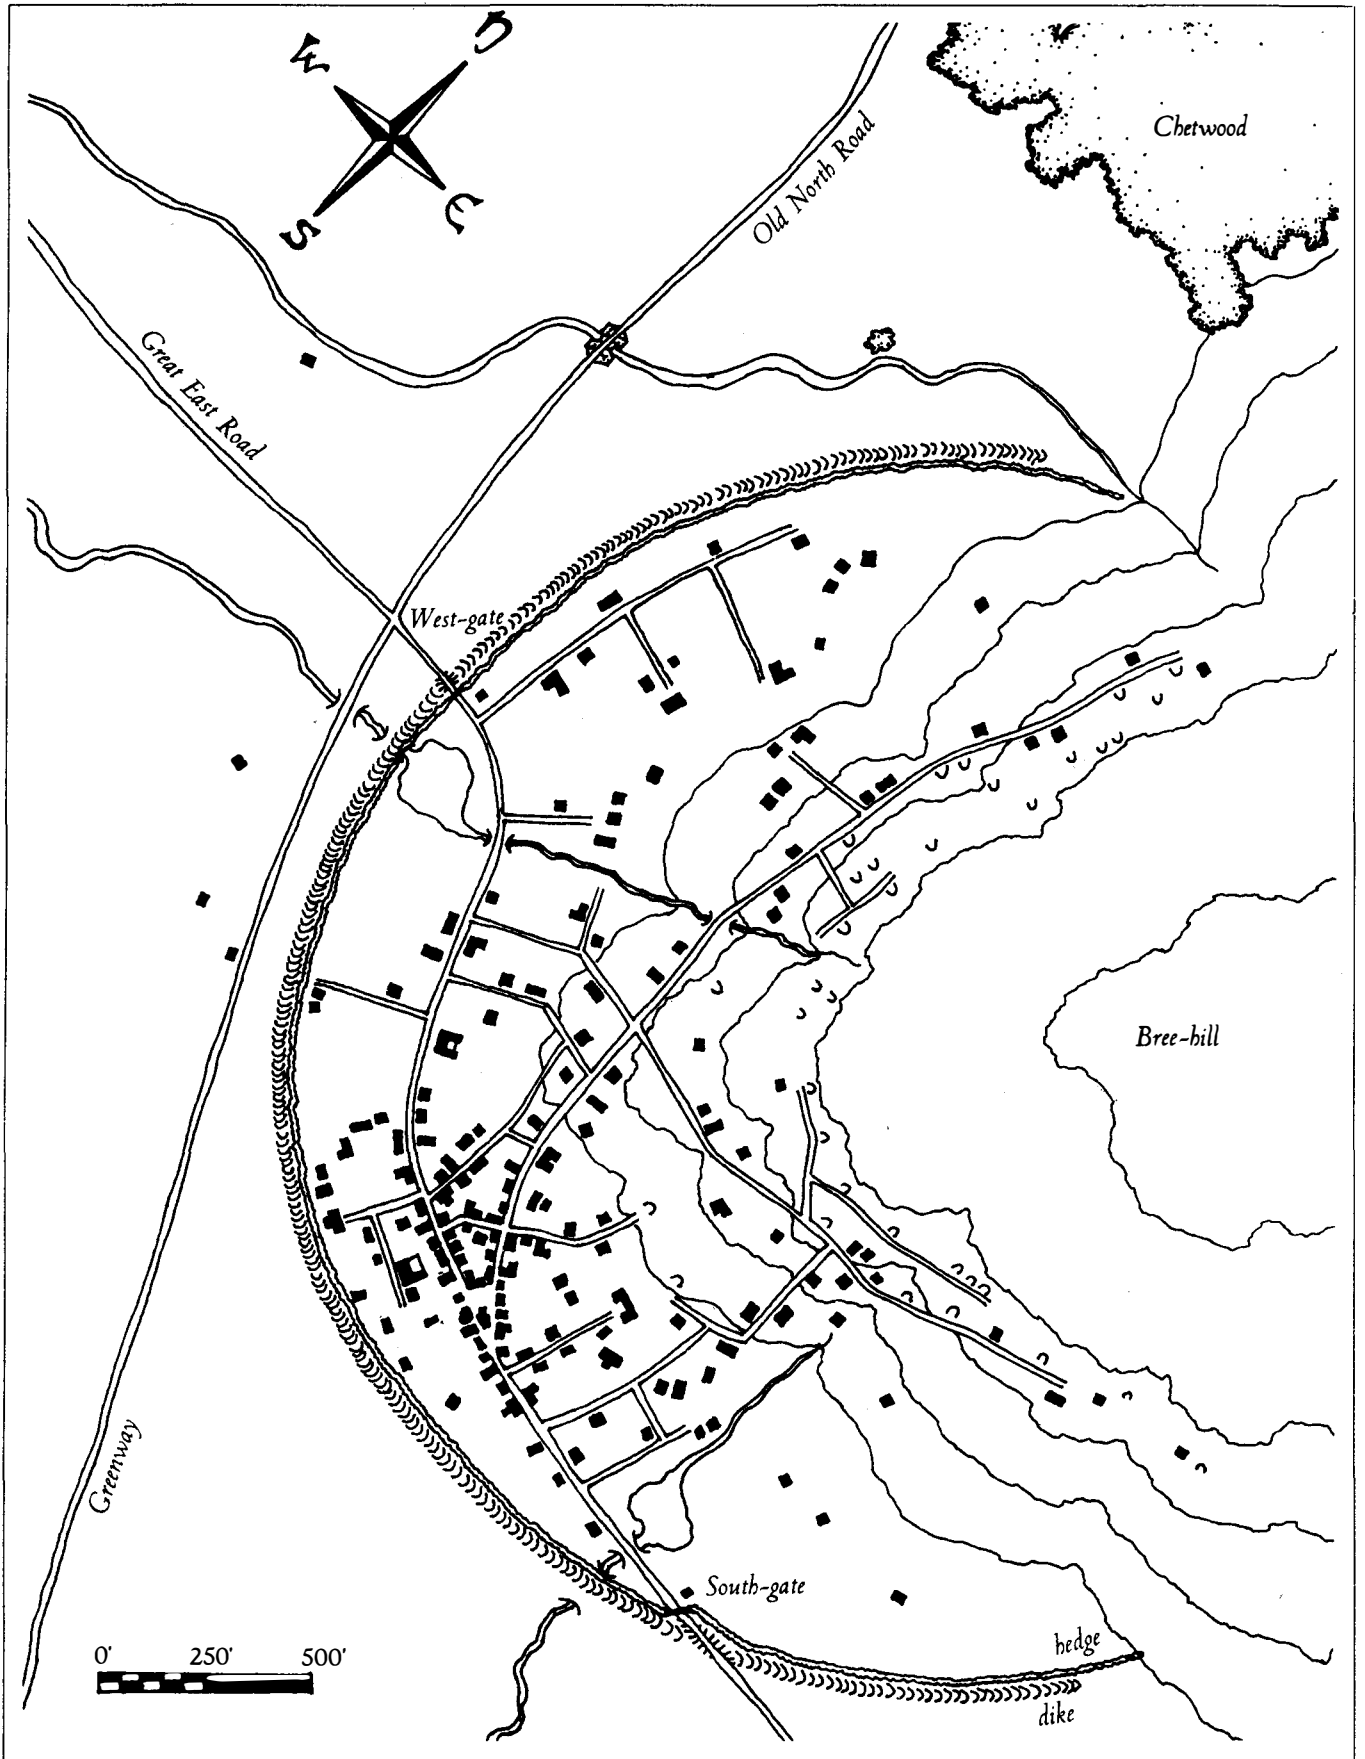 N
W
E
S
Chetwood
Old North Road
Great East Road
West-gate
Bree-hill
Greenway
South-gate
hedge
dike
0' 250' 500'